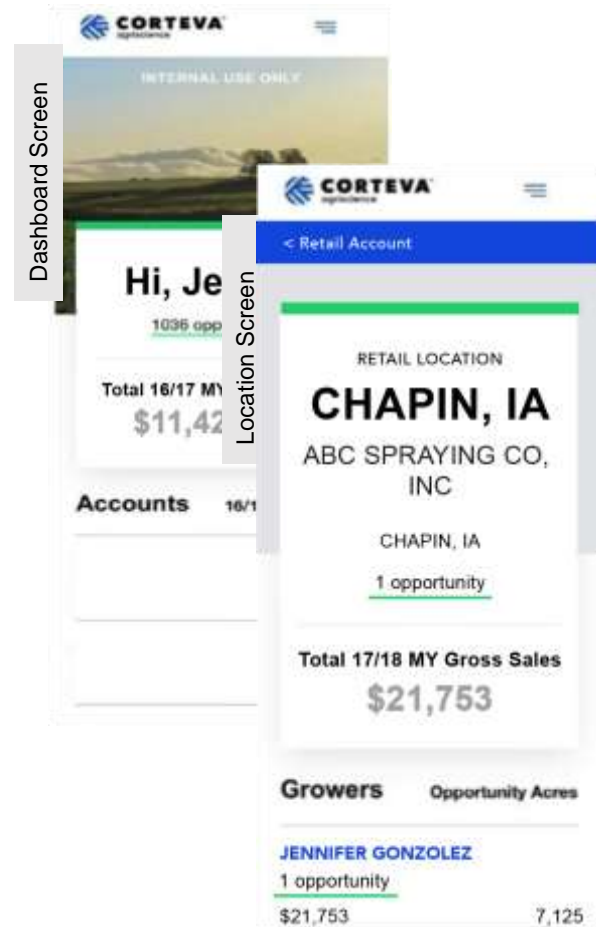 Dashboard Screen
CORTEVA
agriscience
INTERNAL USE ONLY
Hi, Je
1036 opp
Total 16/17 MY
$11,42
Accounts 16/1
Location Screen
CORTEVA
agriscience
< Retail Account
RETAIL LOCATION
CHAPIN, IA
ABC SPRAYING CO,
INC
CHAPIN, IA
1 opportunity
Total 17/18 MY Gross Sales
$21,753
Growers Opportunity Acres
JENNIFER GONZOLEZ
1 opportunity
$21,753 7,125